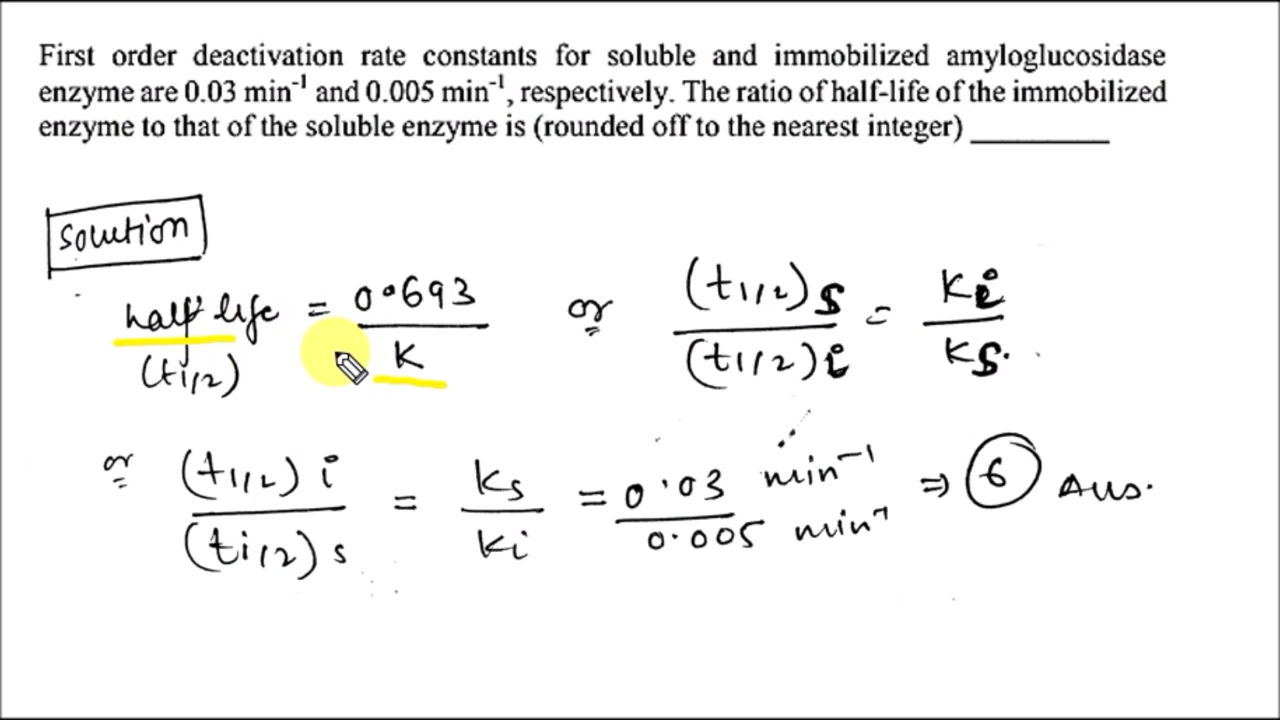 First order deactivation rate constants for soluble and immobilized amyloglucosidase
enzyme are 0.03 min⁻¹ and 0.005 min⁻¹, respectively. The ratio of half-life of the immobilized
enzyme to that of the soluble enzyme is (rounded off to the nearest integer) __________
Solution
half life (t1/2) = 0.693 / K or (t1/2)s / (t1/2)i = Ki / Ks.
or (t1/2) i / (t1/2) s = Ks / Ki = 0.03 min⁻¹ / 0.005 min⁻¹ ⇒ 6 Ans.